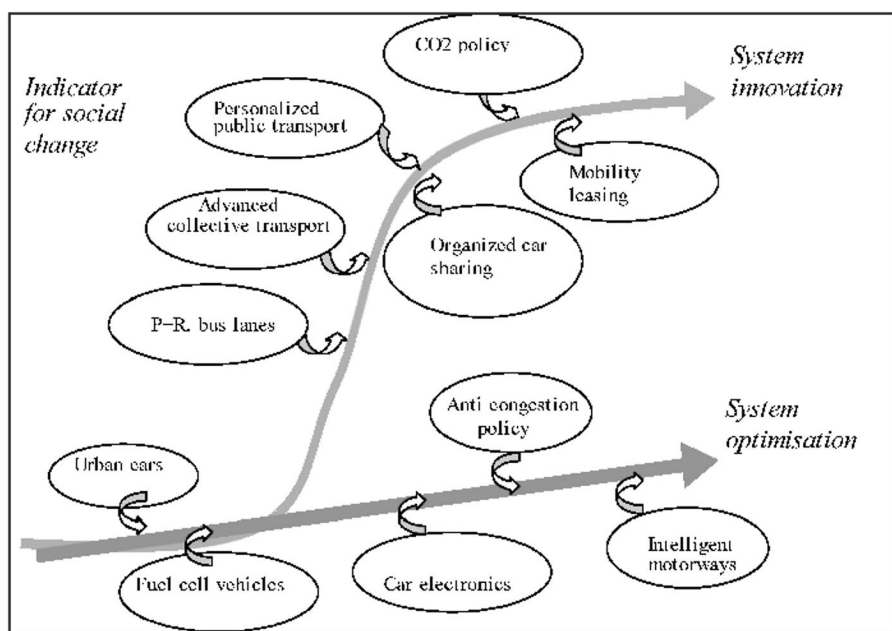 CO2 policy
System
innovation
Indicator
for social
change
Personalized
public transport
Mobility
leasing
Advanced
collective transport
Organized car
sharing
P-R. bus lanes
Anti congestion
policy
System
optimisation
Urban cars
Intelligent
motorways
Fuel cell vehicles
Car electronics